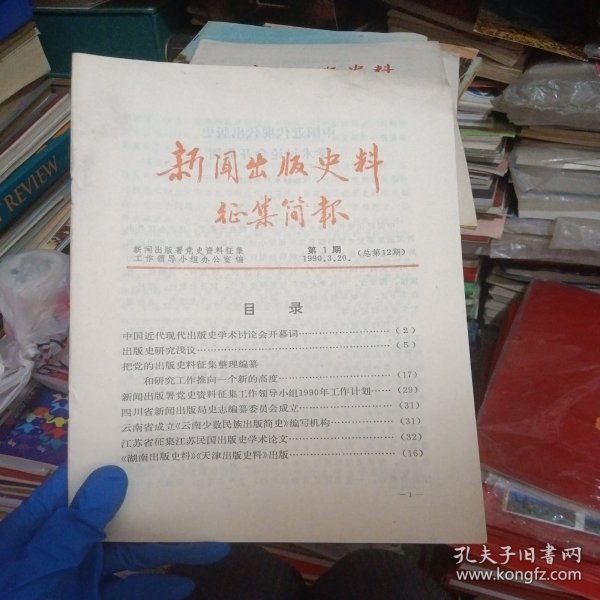 新闻出版史料
征集简报
新闻出版署党史资料征集
工作领导小组办公室编
第1期
1990.3.20.
(总第12期)
目录
中国近代现代出版史学术讨论会开幕词……(2)
出版史研究浅议……(5)
把党的出版史料征集整理编纂
和研究工作推向一个新的高度……(17)
新闻出版署党史资料征集工作领导小组1990年工作计划……(29)
四川省新闻出版局史志编纂委员会成立……(31)
云南省成立《云南少数民族出版简史》编写机构……(31)
江苏省征集江苏民国出版史学术论文……(32)
《湖南出版史料》《天津出版史料》出版……(16)
—1—
REVIEW
史料
孔夫子旧书网
www.kongfz.com